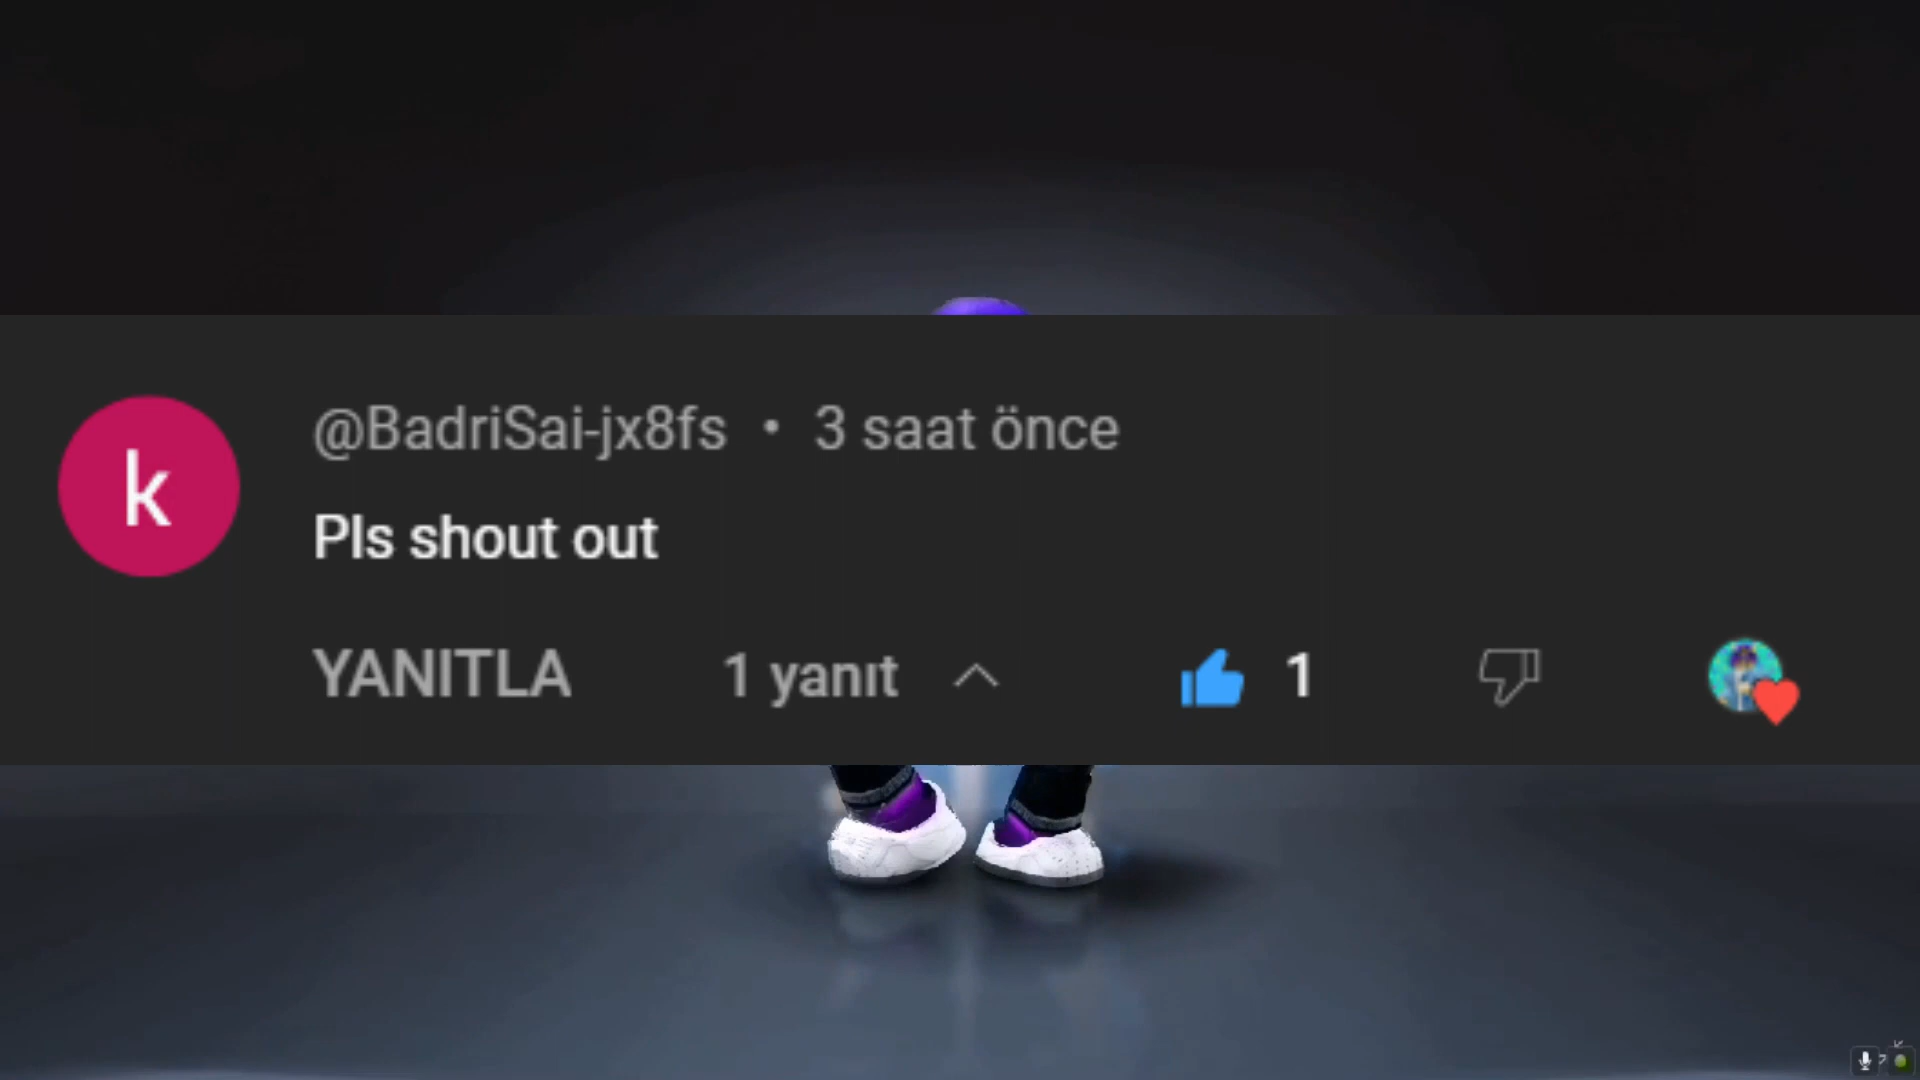 k
@BadriSai-jx8fs • 3 saat önce
Pls shout out
YANITLA 1 yanıt 1